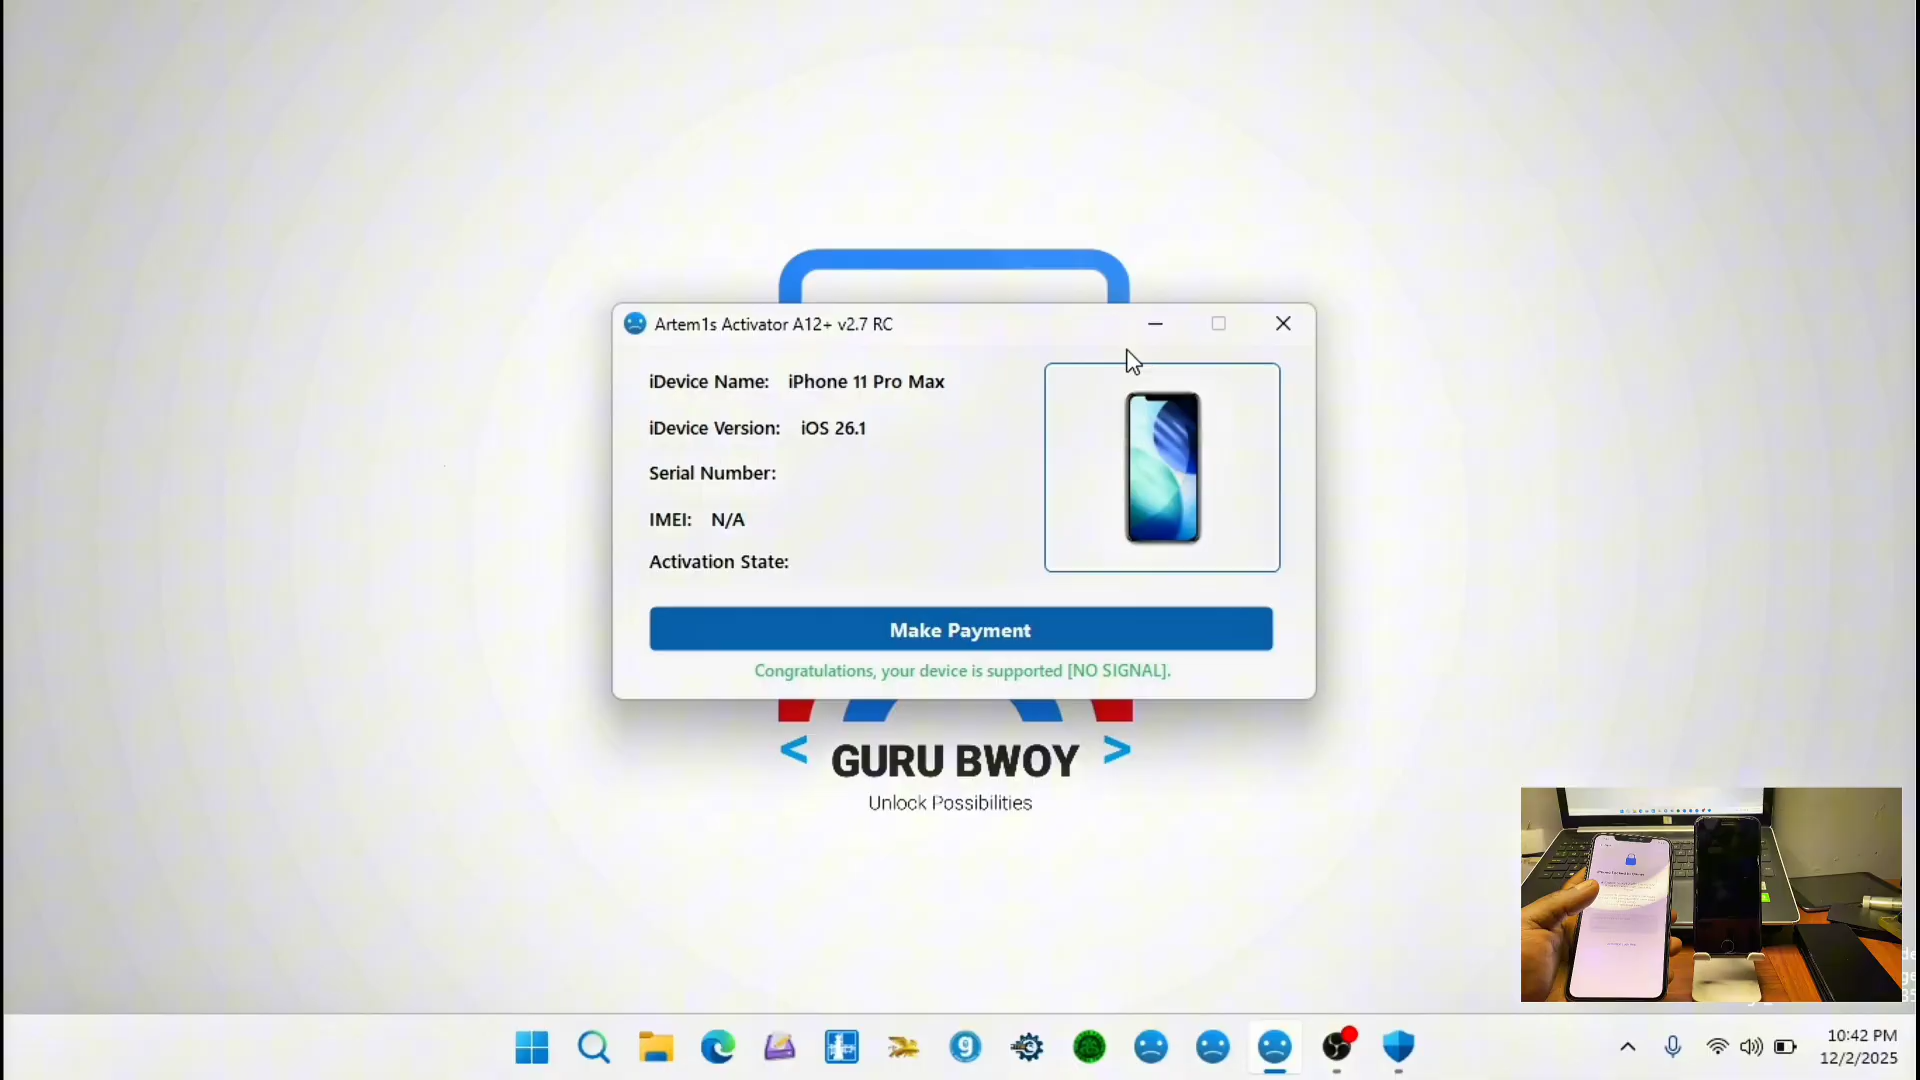 Artem1s Activator A12+ v2.7 RC
iDevice Name: iPhone 11 Pro Max
iDevice Version: iOS 26.1
Serial Number:
IMEI: N/A
Activation State:
Make Payment
Congratulations, your device is supported [NO SIGNAL].
< GURU BWOY >
Unlock Possibilities
10:42 PM
12/2/2025